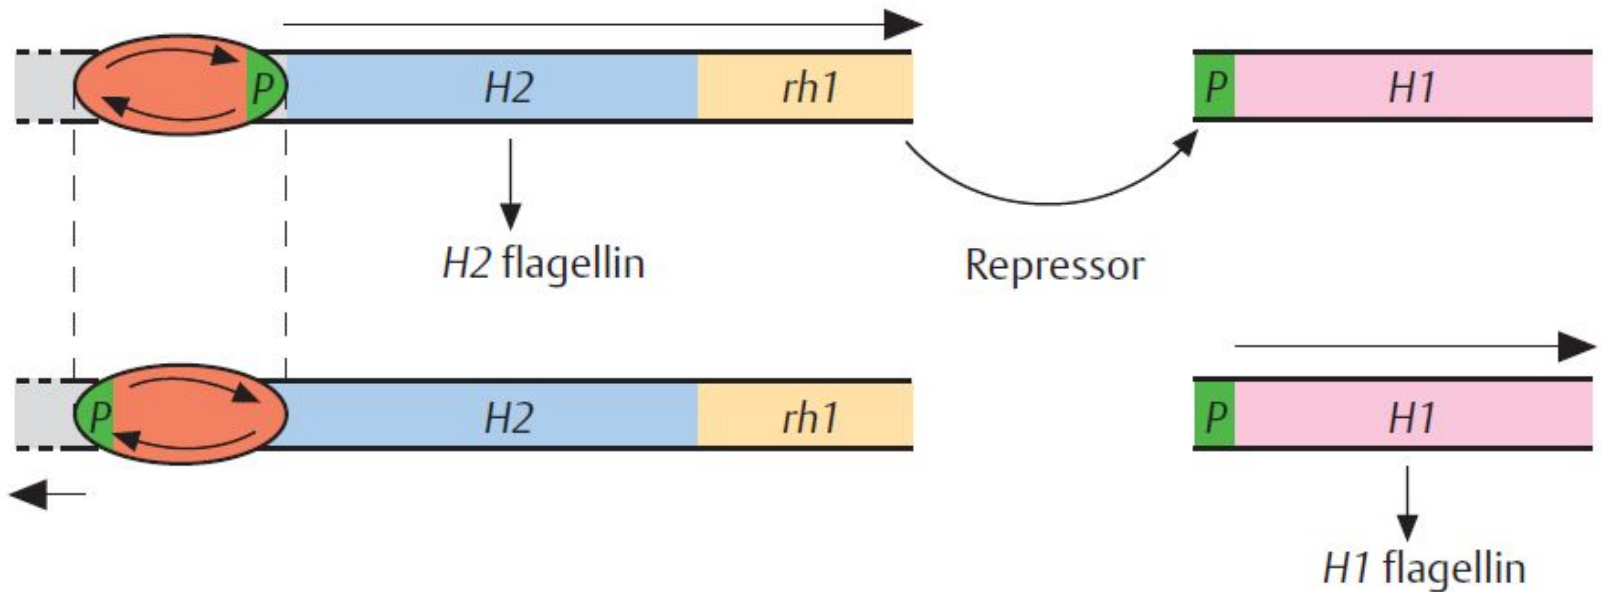 P H2 rh1 P H1
H2 flagellin
Repressor
P H2 rh1 P H1
H1 flagellin